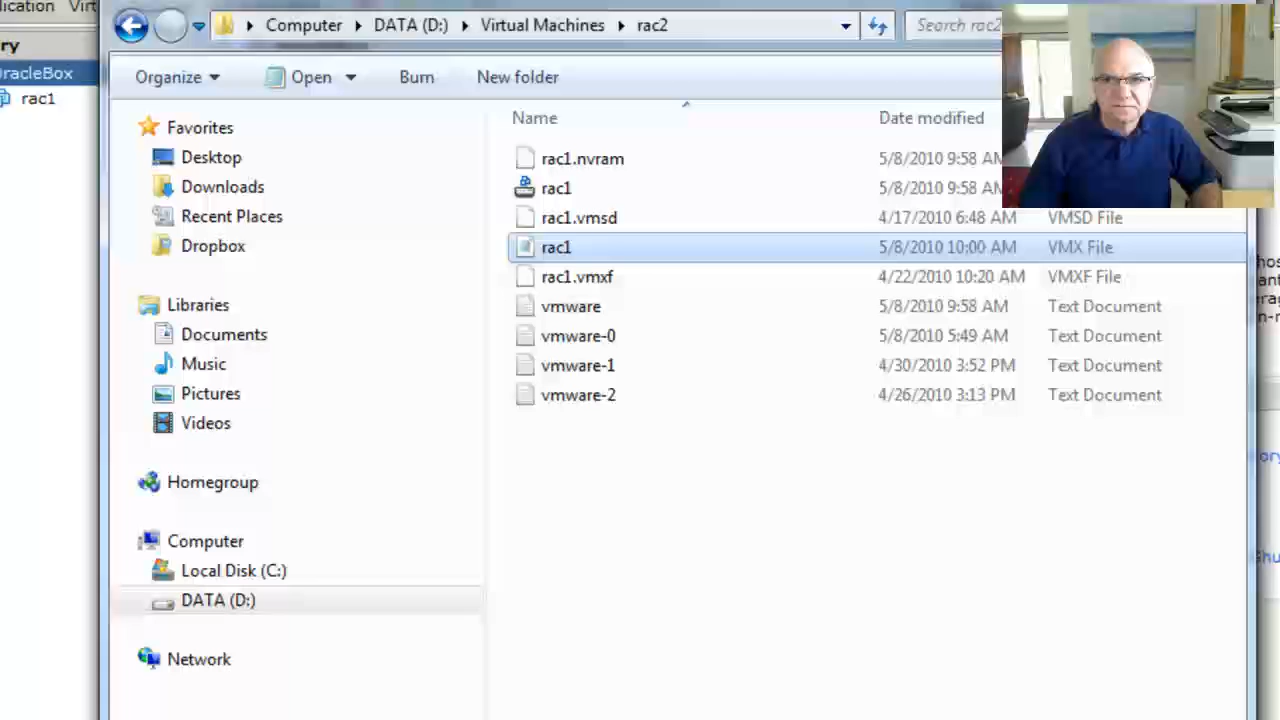 lication Virt
Computer DATA (D:) Virtual Machines rac2
Search rac2
ry
Organize Open Burn New folder
OracleBox
rac1
Favorites
Desktop
Downloads
Recent Places
Dropbox
Libraries
Documents
Music
Pictures
Videos
Homegroup
Computer
Local Disk (C:)
DATA (D:)
Network
Name Date modified
rac1.nvram 5/8/2010 9:58 AM
rac1 5/8/2010 9:58 AM
rac1.vmsd 4/17/2010 6:48 AM VMSD File
rac1 5/8/2010 10:00 AM VMX File
rac1.vmxf 4/22/2010 10:20 AM VMXF File
vmware 5/8/2010 9:58 AM Text Document
vmware-0 5/8/2010 5:49 AM Text Document
vmware-1 4/30/2010 3:52 PM Text Document
vmware-2 4/26/2010 3:13 PM Text Document